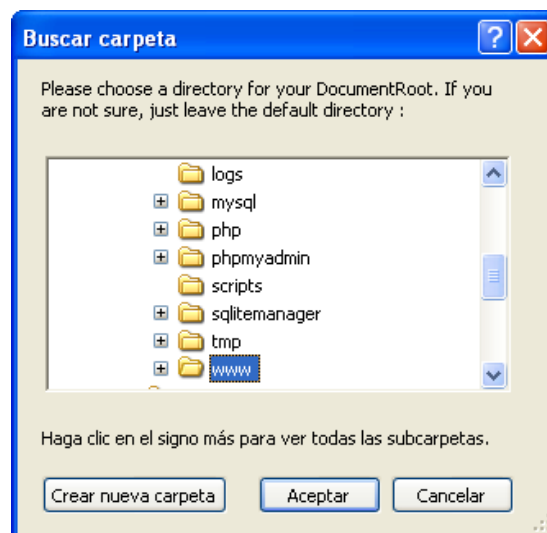 Buscar carpeta
Please choose a directory for your DocumentRoot. If you
are not sure, just leave the default directory :
logs
mysql
php
phpmyadmin
scripts
sqlitemanager
tmp
www
Haga clic en el signo más para ver todas las subcarpetas.
Crear nueva carpeta
Aceptar
Cancelar